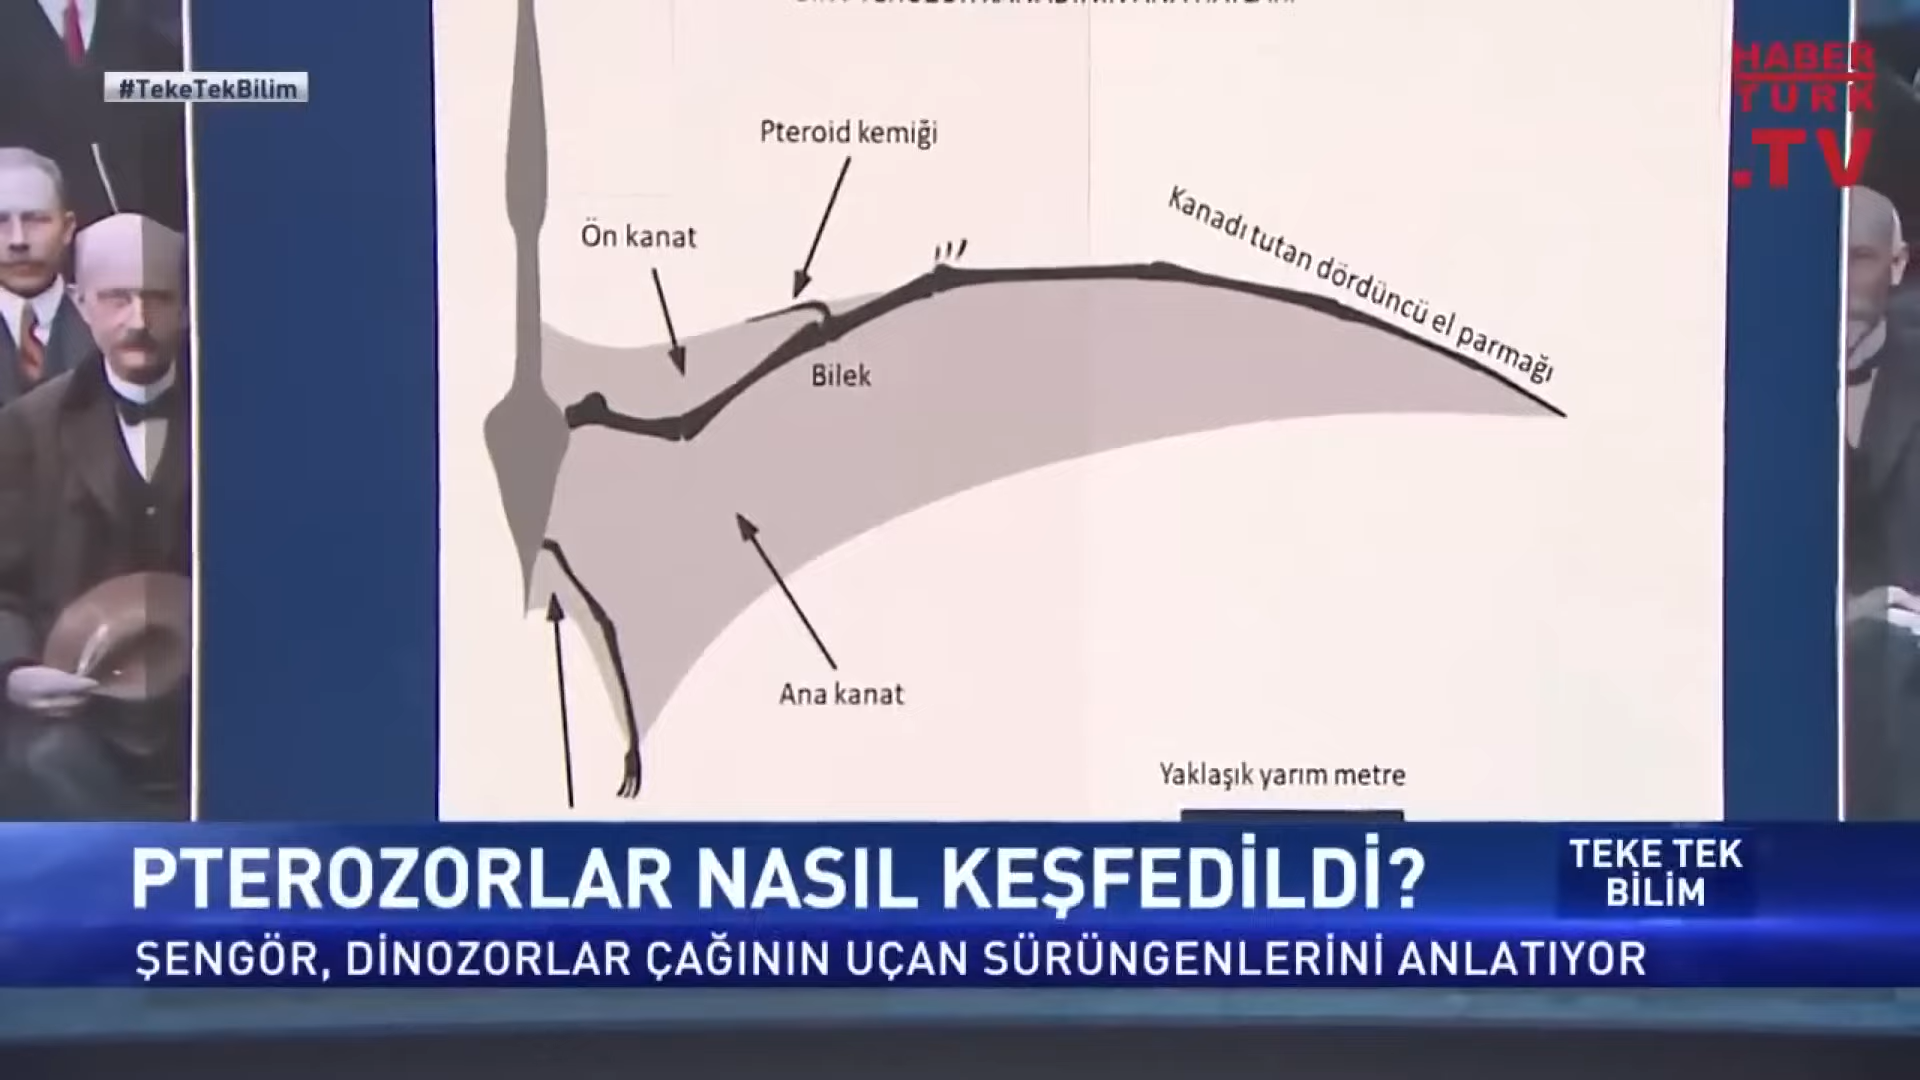 #TekeTekBilim
HABER
TURK
.TV
Pteroid kemiği
Ön kanat
Kanadı tutan dördüncü el parmağı
Bilek
Ana kanat
Yaklaşık yarım metre
PTEROZORLAR NASIL KEŞFEDİLDİ?
TEKE TEK
BİLİM
ŞENGÖR, DİNOZORLAR ÇAĞININ UÇAN SÜRÜNGENLERİNİ ANLATIYOR